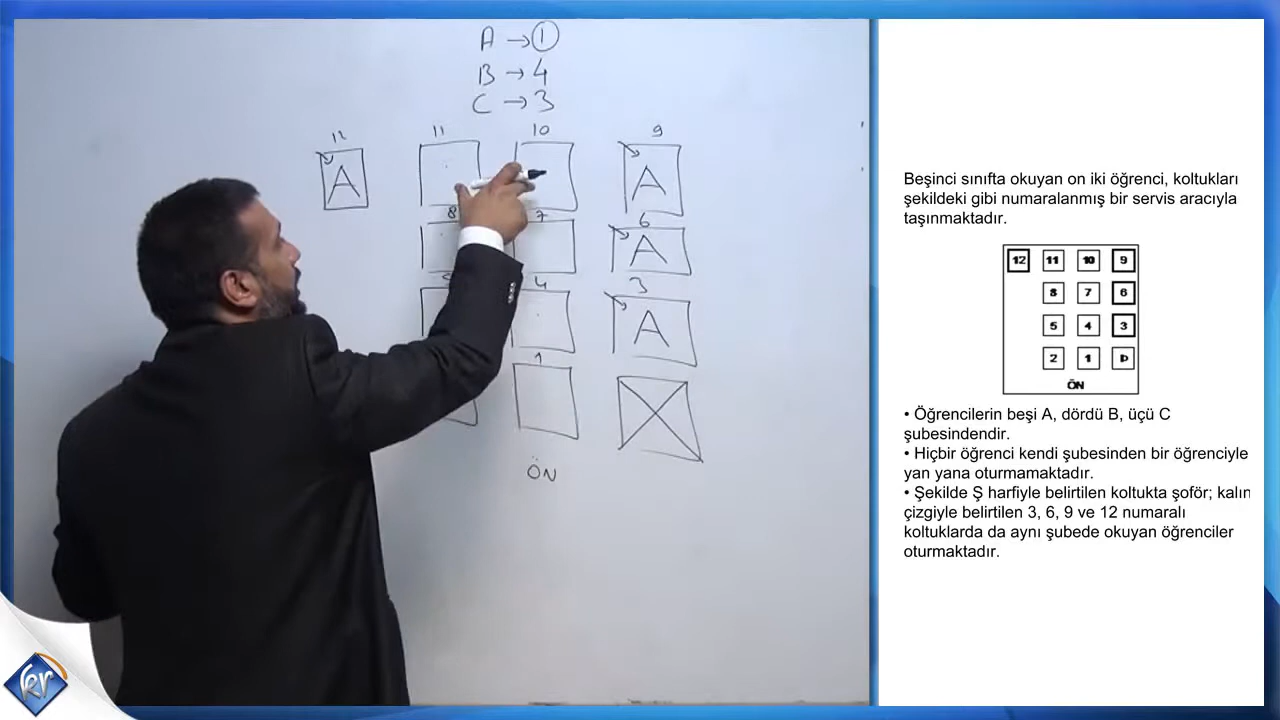 A → 1
B → 4
C → 3
12 11 10 9
A A
8 7 6
A
4 3
A
1
ÖN
Beşinci sınıfta okuyan on iki öğrenci, koltukları
şekildeki gibi numaralanmış bir servis aracıyla
taşınmaktadır.
12 11 10 9
8 7 6
5 4 3
2 1 Þ
ÖN
• Öğrencilerin beşi A, dördü B, üçü C
şubesindendir.
• Hiçbir öğrenci kendi şubesinden bir öğrenciyle
yan yana oturmamaktadır.
• Şekilde Ş harfiyle belirtilen koltukta şoför; kalın
çizgiyle belirtilen 3, 6, 9 ve 12 numaralı
koltuklarda da aynı şubede okuyan öğrenciler
oturmaktadır.
kr